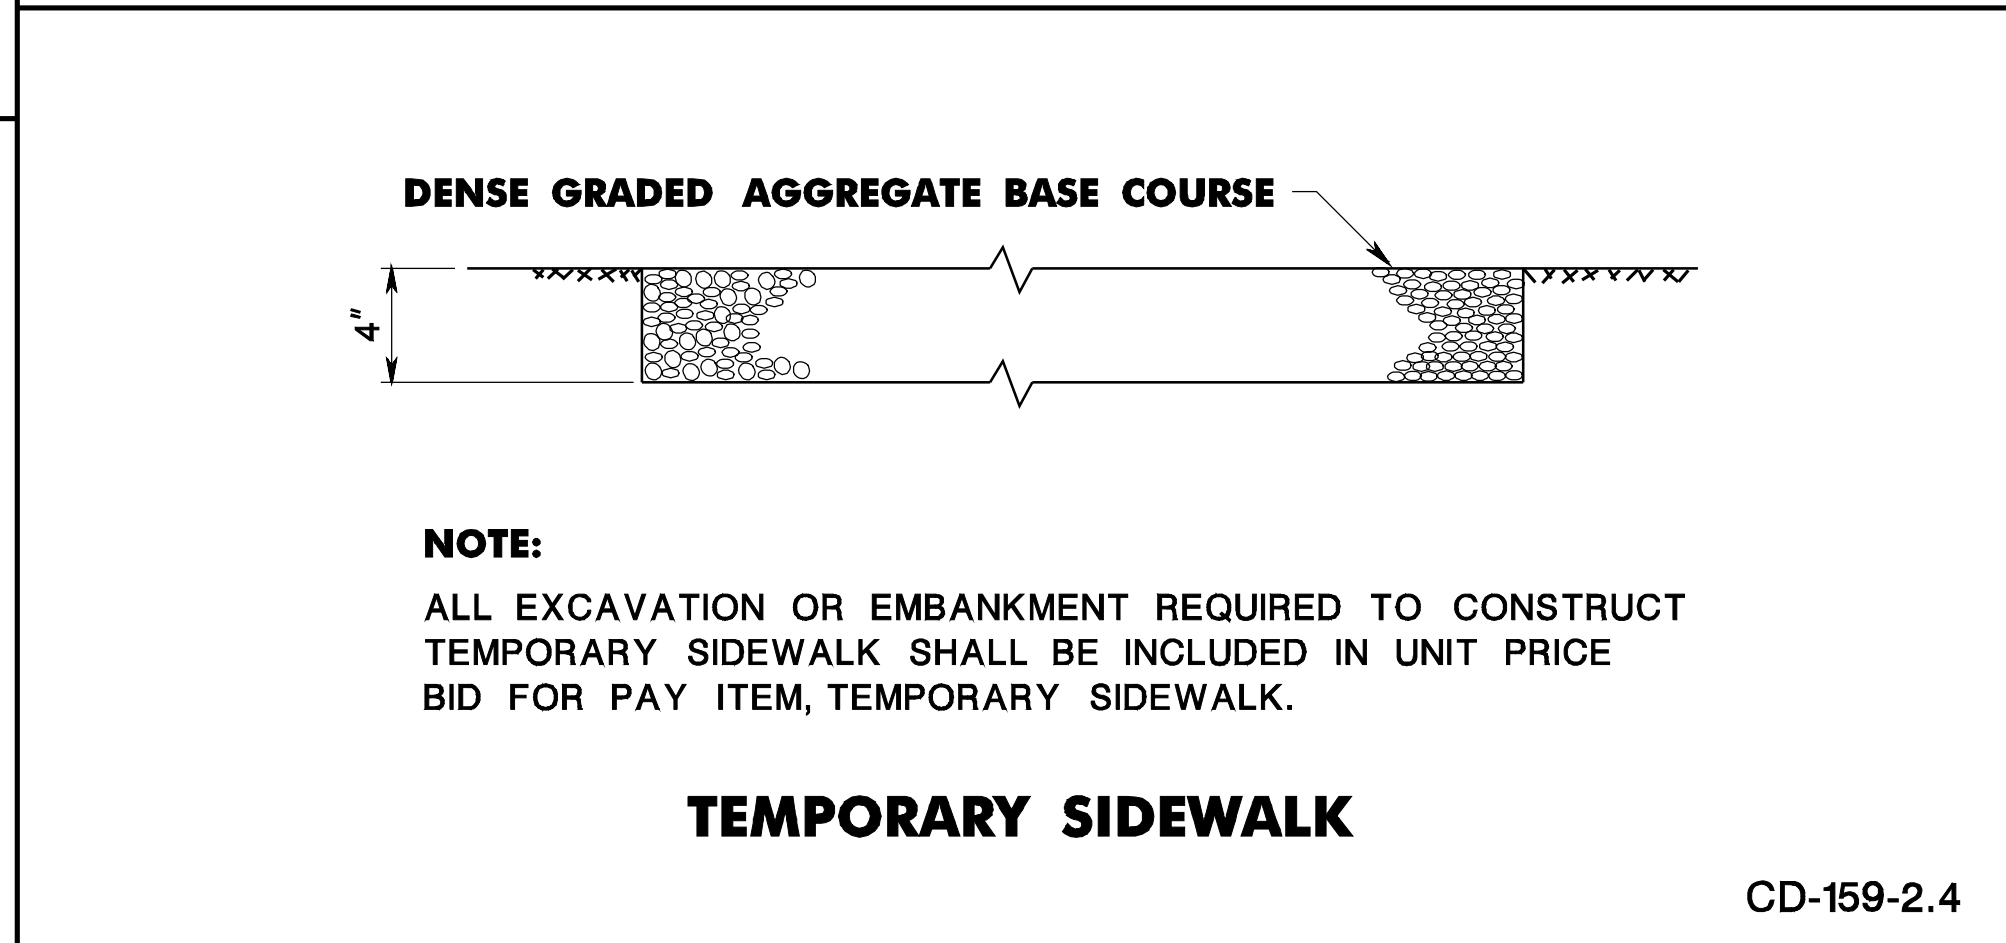 DENSE GRADED AGGREGATE BASE COURSE
4"
NOTE:
ALL EXCAVATION OR EMBANKMENT REQUIRED TO CONSTRUCT
TEMPORARY SIDEWALK SHALL BE INCLUDED IN UNIT PRICE
BID FOR PAY ITEM, TEMPORARY SIDEWALK.
TEMPORARY SIDEWALK
CD-159-2.4